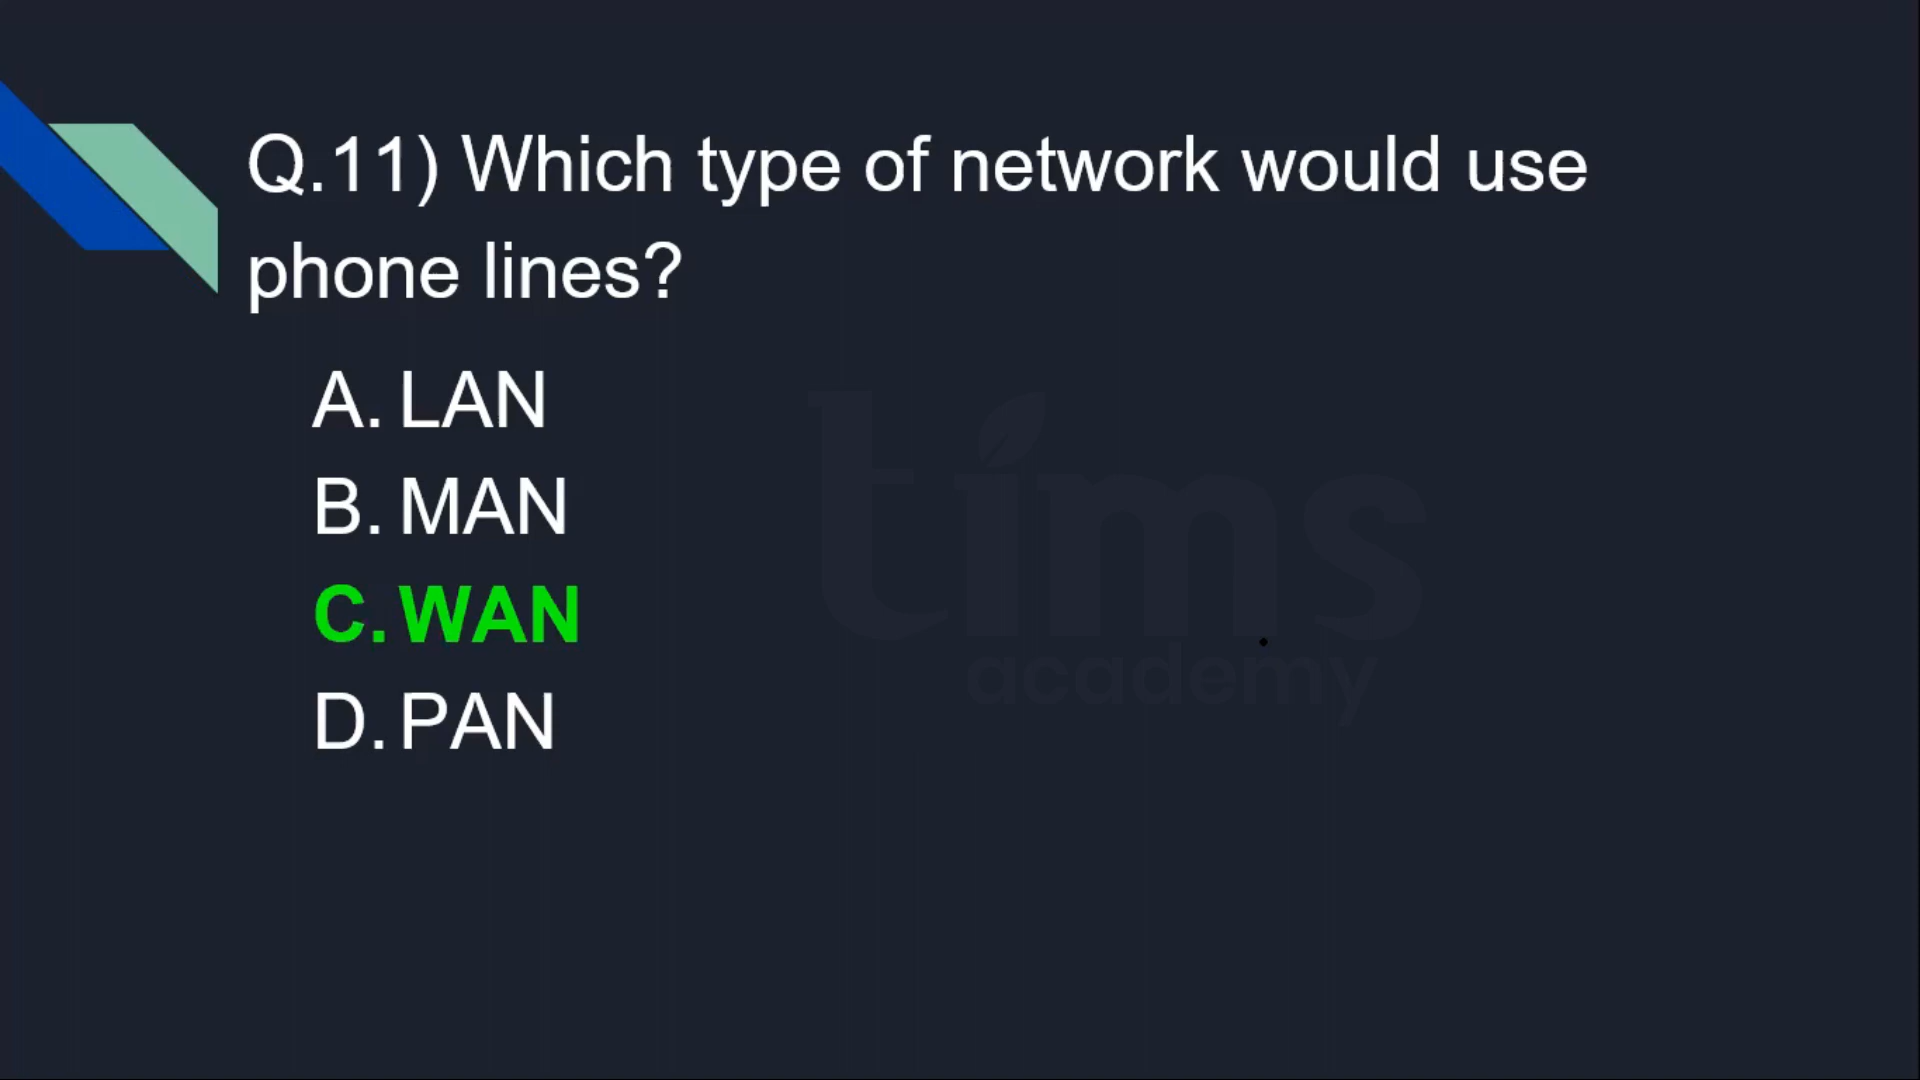 Q.11) Which type of network would use
phone lines?
A. LAN
B. MAN
C. WAN
D. PAN
tims
academy